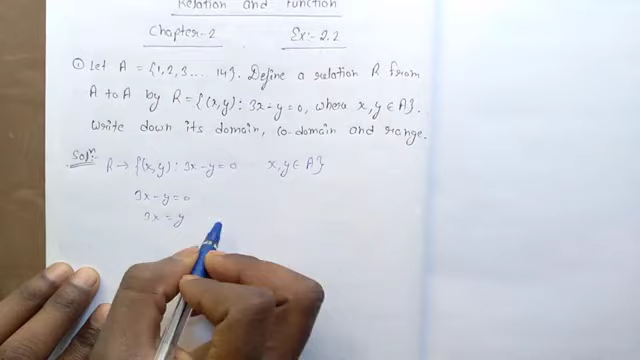 Relation and Function
Chapter-2 Ex:- 2.2
① Let A = {1, 2, 3 .... 14}. Define a relation R from
A to A by R = {(x, y) : 3x - y = 0, where x, y ∈ A}.
Write down its domain, co-domain and range.
Solⁿ:- R → {(x, y) : 3x - y = 0 x, y ∈ A}
3x - y = 0
3x = y